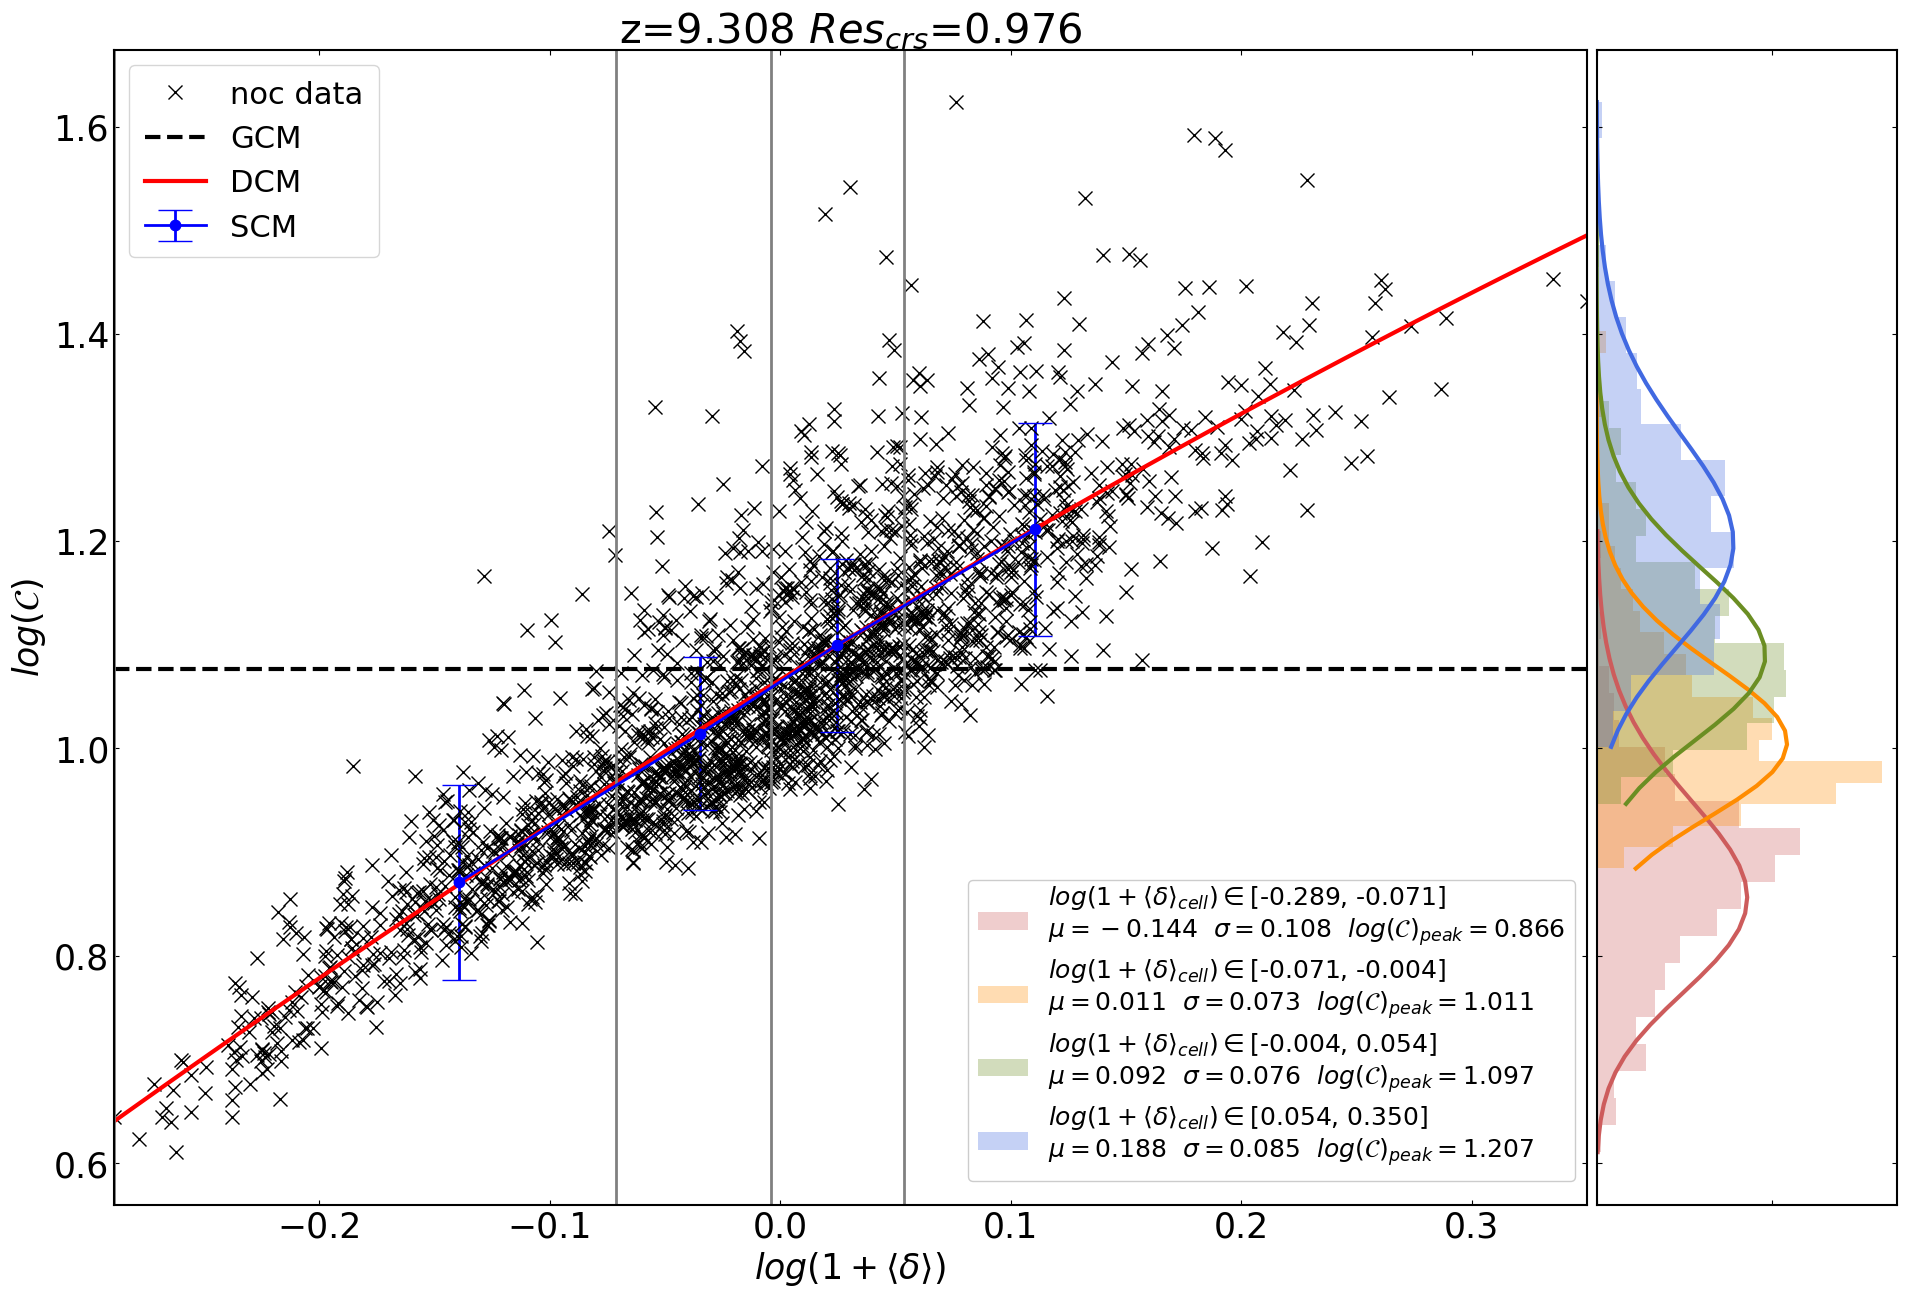 z=9.308 Res_crs=0.976
noc data
GCM
DCM
SCM
log(𝒞)
1.6
1.4
1.2
1.0
0.8
0.6
−0.2 −0.1 0.0 0.1 0.2 0.3
log(1 + ⟨δ⟩)
log(1 + ⟨δ⟩_cell) ∈ [-0.289, -0.071]
μ = −0.144 σ = 0.108 log(𝒞)_peak = 0.866
log(1 + ⟨δ⟩_cell) ∈ [-0.071, -0.004]
μ = 0.011 σ = 0.073 log(𝒞)_peak = 1.011
log(1 + ⟨δ⟩_cell) ∈ [-0.004, 0.054]
μ = 0.092 σ = 0.076 log(𝒞)_peak = 1.097
log(1 + ⟨δ⟩_cell) ∈ [0.054, 0.350]
μ = 0.188 σ = 0.085 log(𝒞)_peak = 1.207